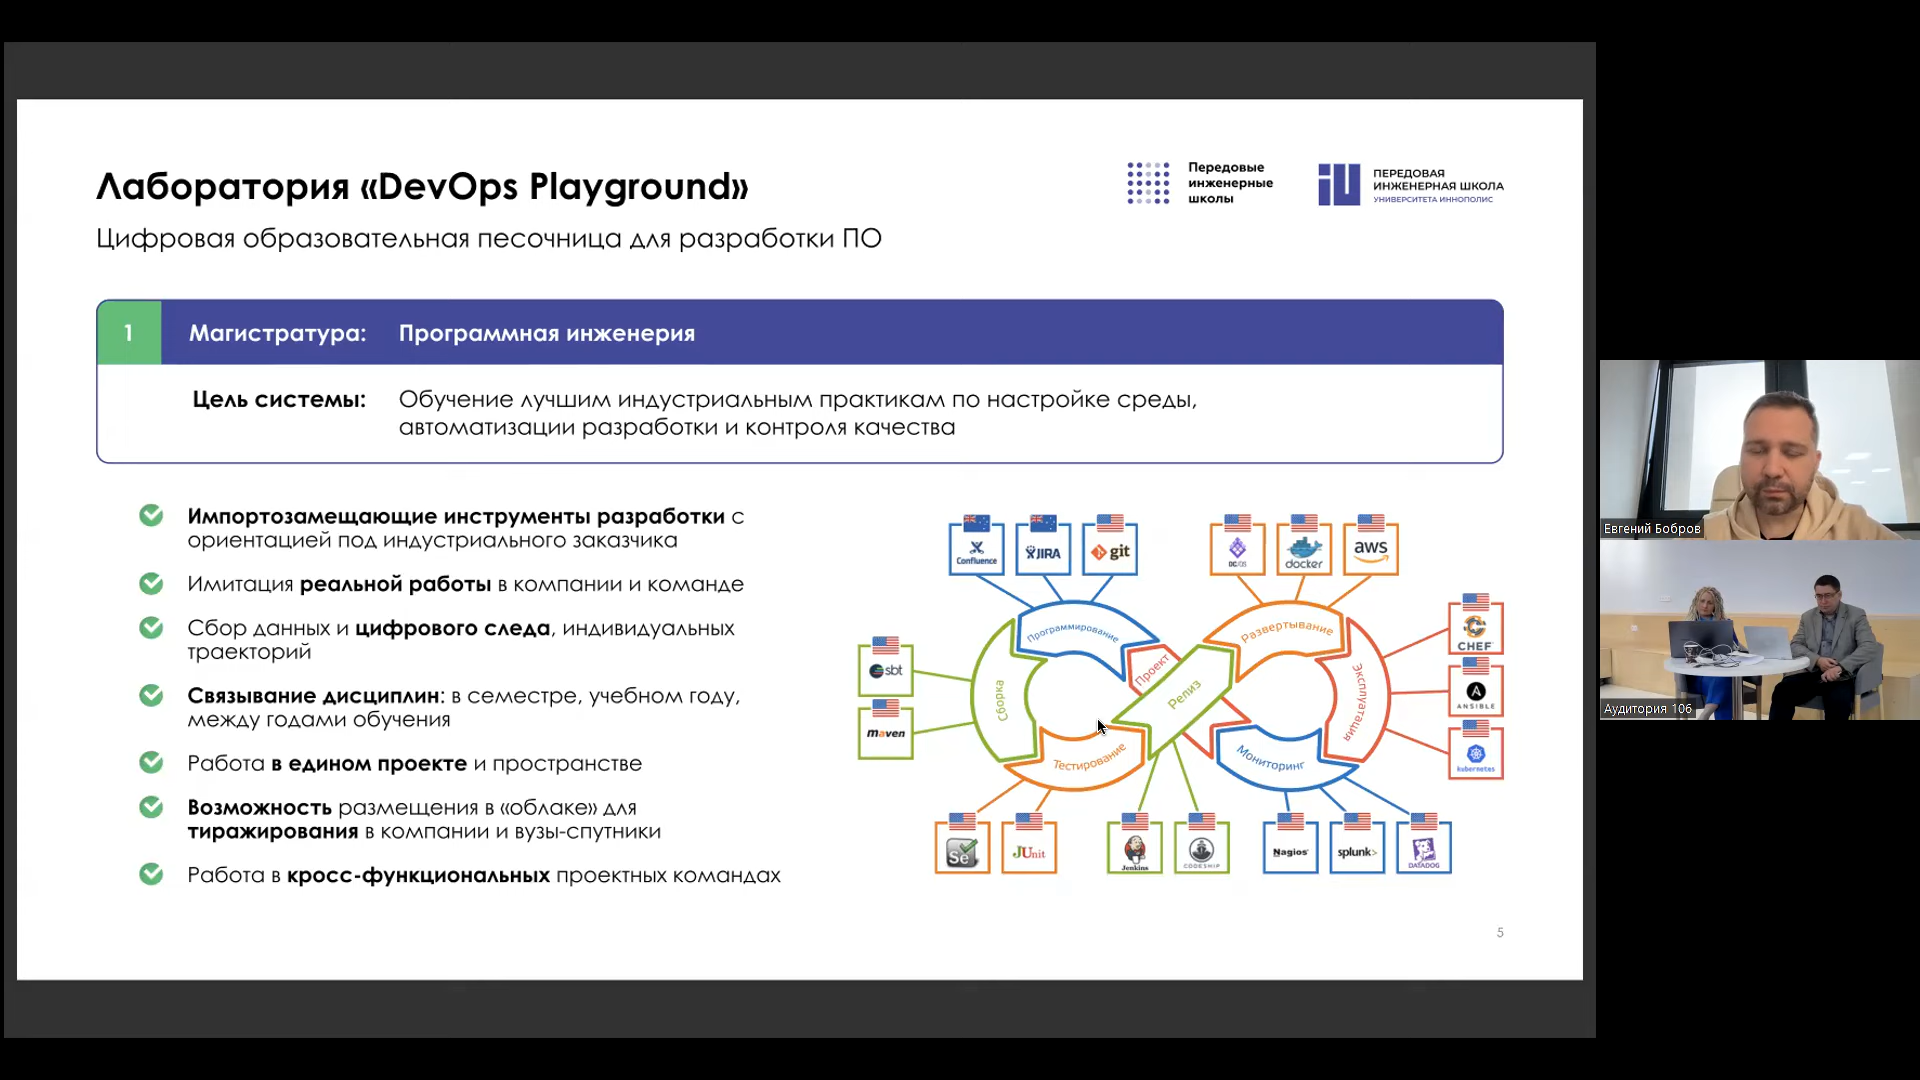 Лаборатория «DevOps Playground»
Цифровая образовательная песочница для разработки ПО
Передовые
инженерные
школы
ПЕРЕДОВАЯ
ИНЖЕНЕРНАЯ ШКОЛА
УНИВЕРСИТЕТА ИННОПОЛИС
1
Магистратура: Программная инженерия
Цель системы: Обучение лучшим индустриальным практикам по настройке среды,
автоматизации разработки и контроля качества
Импортозамещающие инструменты разработки с
ориентацией под индустриального заказчика
Имитация реальной работы в компании и команде
Сбор данных и цифрового следа, индивидуальных
траекторий
Связывание дисциплин: в семестре, учебном году,
между годами обучения
Работа в едином проекте и пространстве
Возможность размещения в «облаке» для
тиражирования в компании и вузы-спутники
Работа в кросс-функциональных проектных командах
Confluence
JIRA
git
DC/OS
docker
aws
CHEF
ANSIBLE
kubernetes
sbt
maven
Программирование
Проект
Релиз
Развертывание
Эксплуатация
Сборка
Тестирование
Мониторинг
Se
JUnit
Jenkins
CODESHIP
Nagios
splunk>
DATADOG
5
Евгений Бобров
Аудитория 106